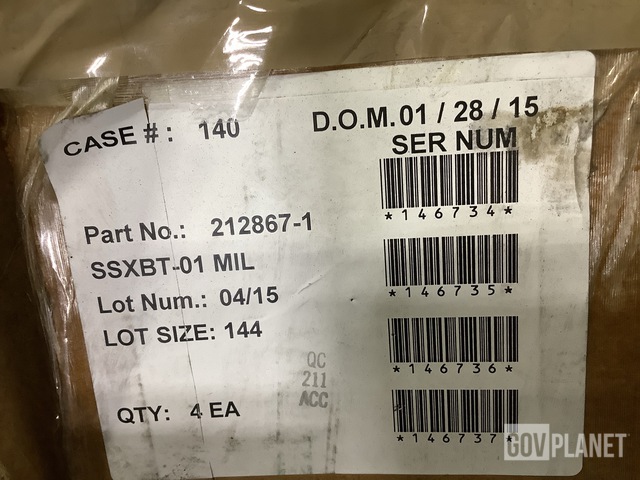 CASE #: 140
D.O.M. 01 / 28 / 15
SER NUM
*146734*
Part No.: 212867-1
SSXBT-01 MIL
*146735*
Lot Num.: 04/15
LOT SIZE: 144
*146736*
QC
211
ACC
QTY: 4 EA
*146737*
GOVPLANET